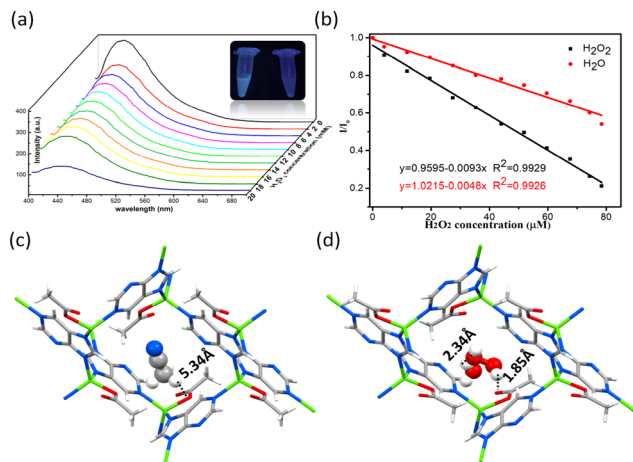 (a)
400
300
200
100
Intensity (a.u.)
400 440 480 520 560 600 640 680
wavelength (nm)
20 18 16 14 12 10 8 6 4 2 0
concentration (mM)
(b)
1.0
0.8
0.6
0.4
0.2
I/I₀
H₂O₂
H₂O
y=0.9595-0.0093x R²=0.9929
y=1.0215-0.0048x R²=0.9926
0 20 40 60 80
H₂O₂ concentration (μM)
(c)
5.34Å
(d)
2.34Å
1.85Å